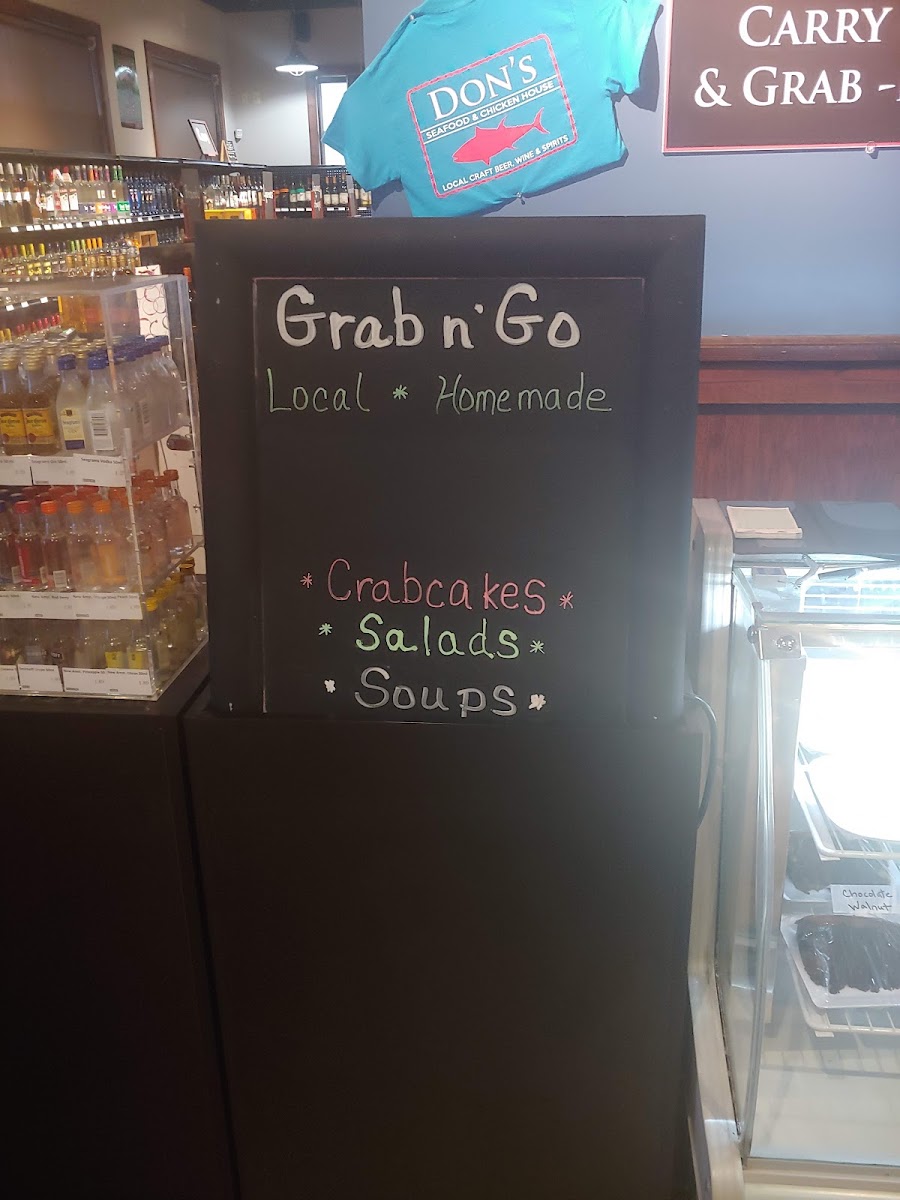 DON'S
SEAFOOD & CHICKEN HOUSE
LOCAL CRAFT BEER, WINE & SPIRITS
CARRY
& GRAB -
Grab n' Go
Local * Homemade
* Crabcakes *
* Salads *
* Soups *
Chocolate
Walnut